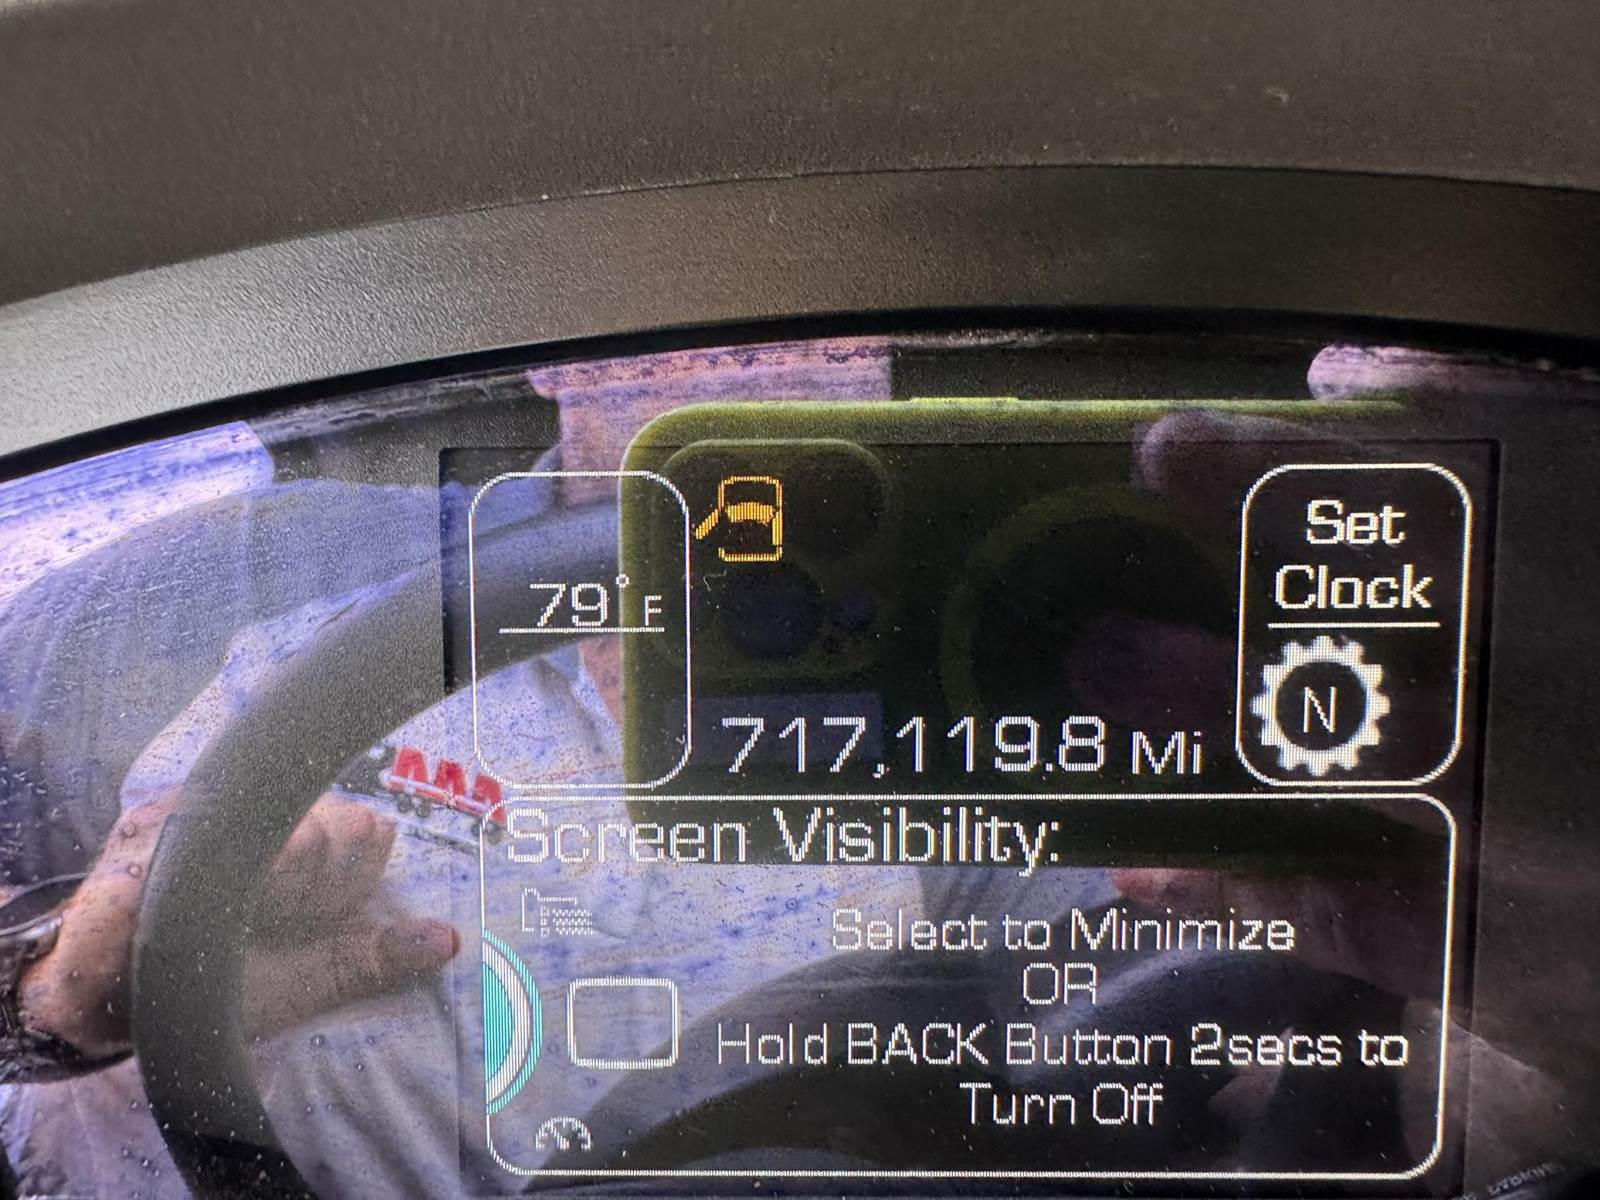 79°F
Set
Clock
N
717,119.8 Mi
Screen Visibility:
Select to Minimize
OR
Hold BACK Button 2secs to
Turn Off